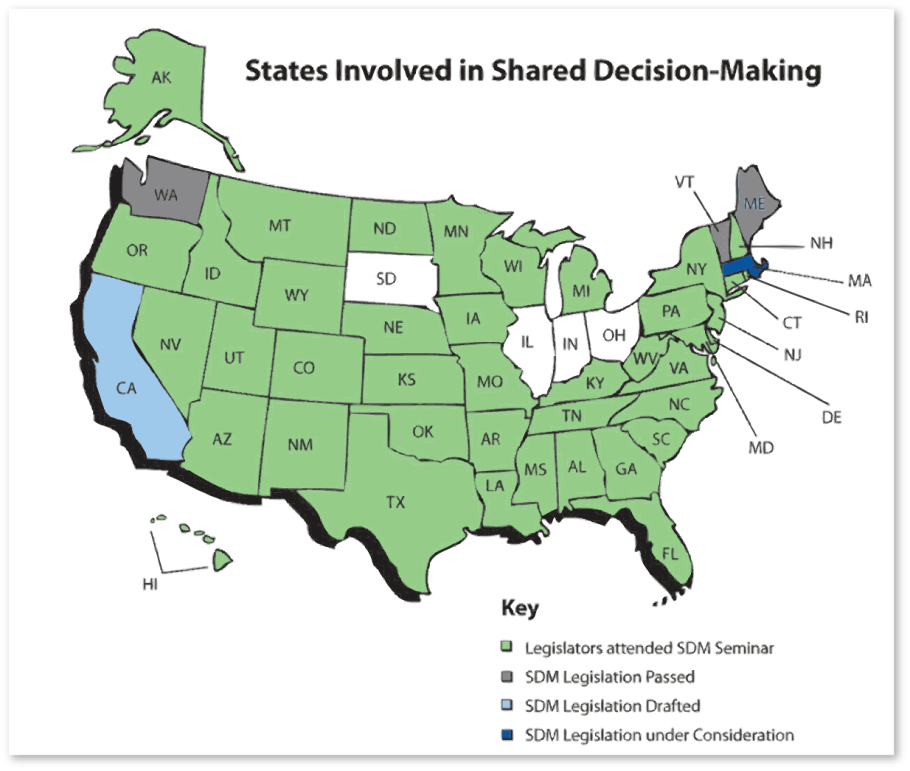 States Involved in Shared Decision-Making
AK
WA
MT
ND
MN
VT
ME
OR
ID
SD
WI
MI
NY
NH
MA
WY
RI
NV
UT
CO
NE
IA
IL
IN
OH
PA
CT
NJ
CA
KS
MO
KY
WV
VA
DE
AZ
NM
OK
AR
TN
NC
MD
SC
TX
LA
MS
AL
GA
FL
HI
Key
Legislators attended SDM Seminar
SDM Legislation Passed
SDM Legislation Drafted
SDM Legislation under Consideration